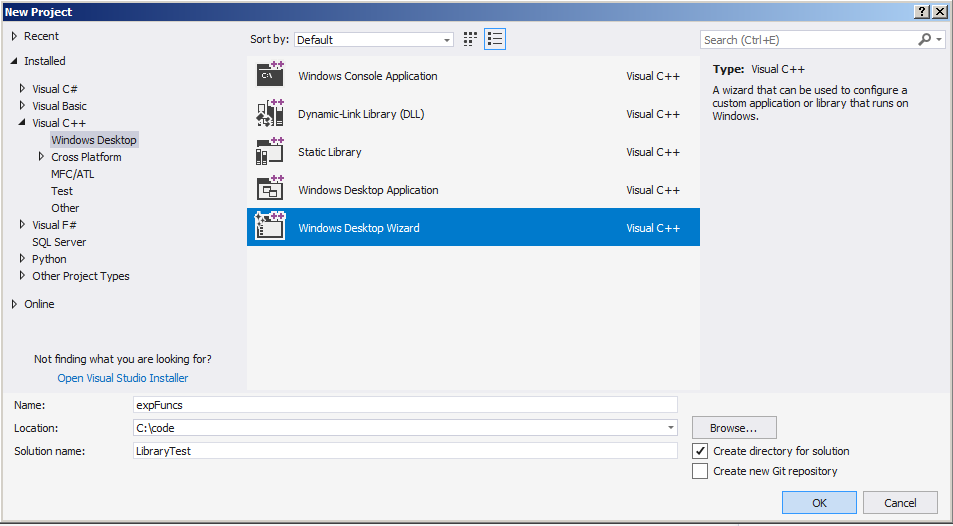 New Project
Recent
Installed
Visual C#
Visual Basic
Visual C++
Windows Desktop
Cross Platform
MFC/ATL
Test
Other
Visual F#
SQL Server
Python
Other Project Types
Online
Not finding what you are looking for?
Open Visual Studio Installer
Sort by: Default
C:\
Windows Console Application Visual C++
Dynamic-Link Library (DLL) Visual C++
Static Library Visual C++
Windows Desktop Application Visual C++
Windows Desktop Wizard Visual C++
Search (Ctrl+E)
Type: Visual C++
A wizard that can be used to configure a
custom application or library that runs on
Windows.
Name: expFuncs
Location: C:\code
Browse...
Solution name: LibraryTest
Create directory for solution
Create new Git repository
OK
Cancel